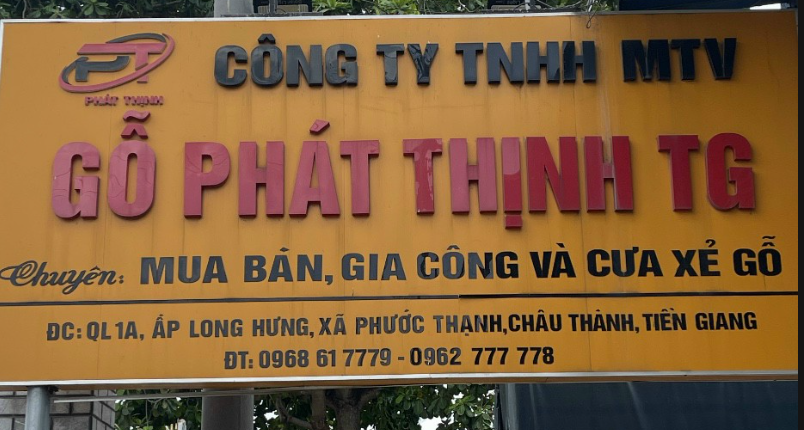 PT
PHÁT THỊNH
CÔNG TY TNHH MTV
GỖ PHÁT THỊNH TG
Chuyên: MUA BÁN, GIA CÔNG VÀ CƯA XẺ GỖ
ĐC: QL1A, ẤP LONG HƯNG, XÃ PHƯỚC THẠNH, CHÂU THÀNH, TIỀN GIANG
ĐT: 0968 61 7779 - 0962 777 778